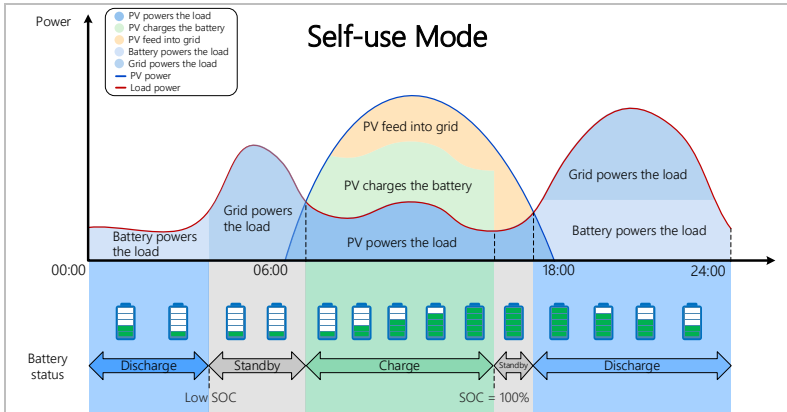 Self-use Mode
Power
PV powers the load
PV charges the battery
PV feed into grid
Battery powers the load
Grid powers the load
PV power
Load power
PV feed into grid
PV charges the battery
PV powers the load
Grid powers
the load
Battery powers
the load
Grid powers the load
Battery powers the load
00:00
06:00
18:00
24:00
Battery
status
Discharge
Standby
Charge
Standby
Discharge
Low SOC
SOC = 100%